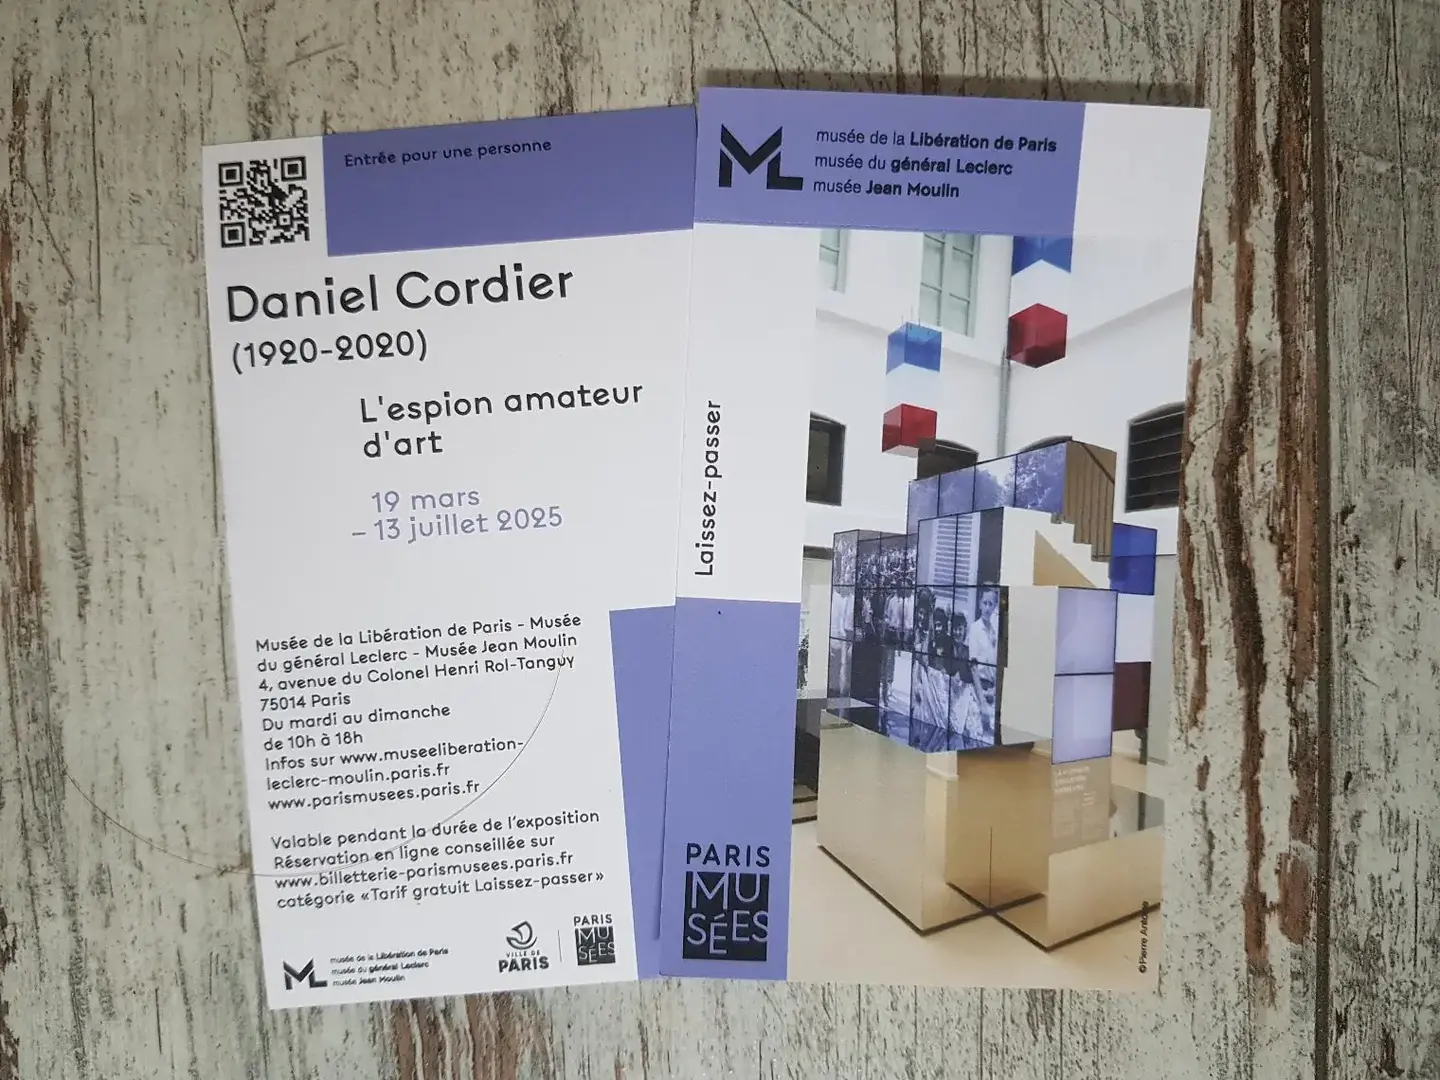 Entrée pour une personne
Daniel Cordier
(1920-2020)
L'espion amateur
d'art
19 mars
– 13 juillet 2025
Musée de la Libération de Paris - Musée
du général Leclerc - Musée Jean Moulin
4, avenue du Colonel Henri Rol-Tanguy
75014 Paris
Du mardi au dimanche
de 10h à 18h
Infos sur www.museeliberation-
leclerc-moulin.paris.fr
www.parismusees.paris.fr
Valable pendant la durée de l'exposition
Réservation en ligne conseillée sur
www.billetterie-parismusees.paris.fr
catégorie «Tarif gratuit Laissez-passer»
ML
musée de la Libération de Paris
musée du général Leclerc
musée Jean Moulin
VILLE DE
PARIS
PARIS
MU
SÉES
ML
musée de la Libération de Paris
musée du général Leclerc
musée Jean Moulin
Laissez-passer
PARIS
MU
SÉES
©Pierre Antoine